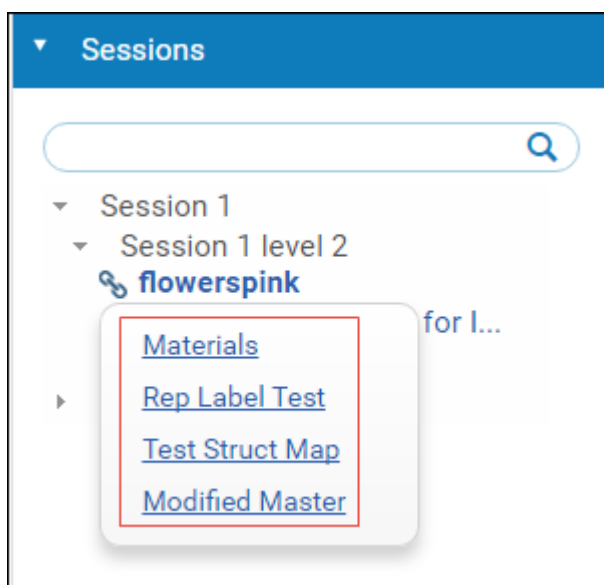 Sessions
Session 1
Session 1 level 2
flowerspink
for l...
Materials
Rep Label Test
Test Struct Map
Modified Master